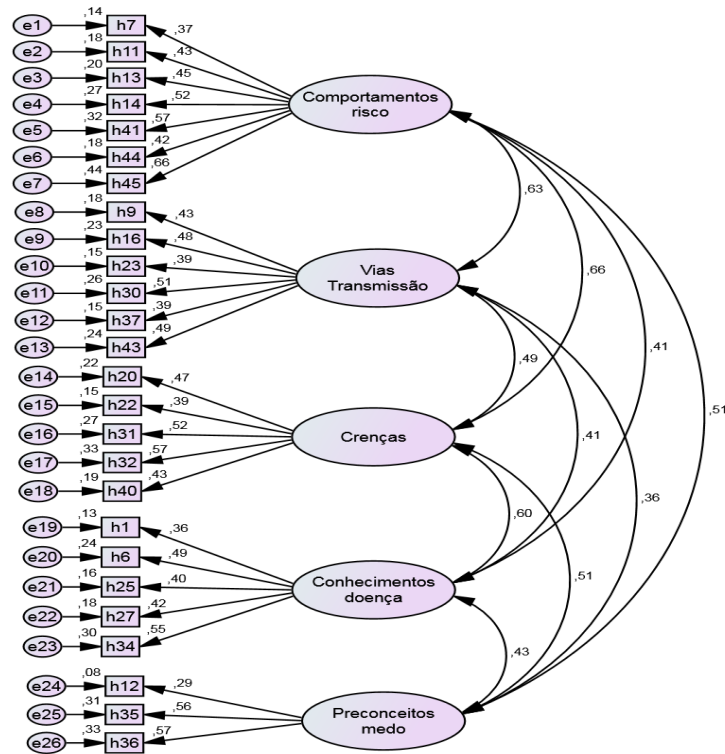 ,14
e1 h7 ,37
,18
e2 h11 ,43
,20
e3 h13 ,45
,27
e4 h14 ,52
,32
e5 h41 ,57
,18
e6 h44 ,42
,44
e7 h45 ,66
Comportamentos
risco
,18
e8 h9 ,43
,23
e9 h16 ,48
,15
e10 h23 ,39
,26
e11 h30 ,51
,15
e12 h37 ,39
,24
e13 h43 ,49
Vias
Transmissão
,22
e14 h20 ,47
,15
e15 h22 ,39
,27
e16 h31 ,52
,33
e17 h32 ,57
,19
e18 h40 ,43
Crenças
,13
e19 h1 ,36
,24
e20 h6 ,49
,16
e21 h25 ,40
,18
e22 h27 ,42
,30
e23 h34 ,55
Conhecimentos
doença
,08
e24 h12 ,29
,31
e25 h35 ,56
,33
e26 h36 ,57
Preconceitos
medo
,63
,66
,49
,41
,51
,41
,36
,60
,51
,43